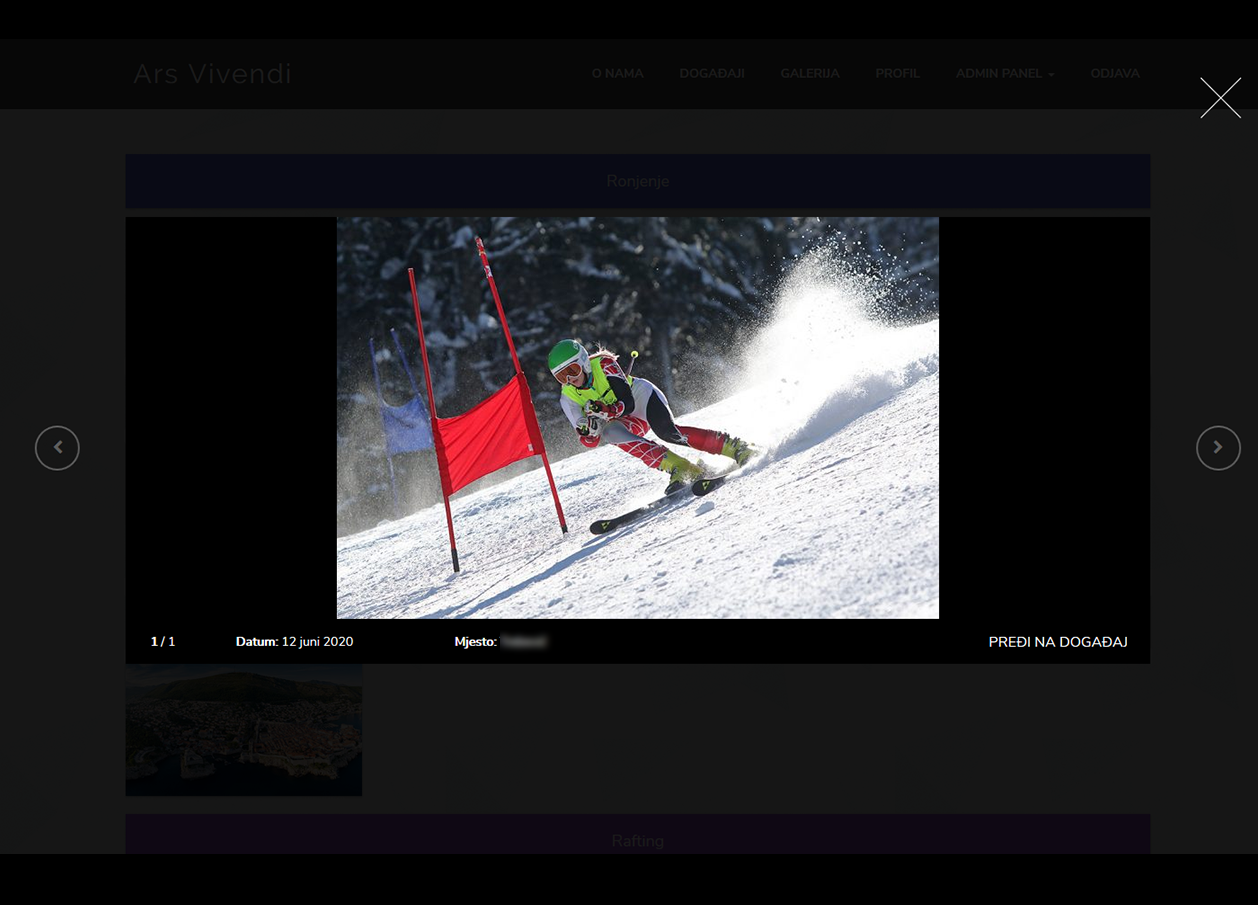 Ars Vivendi
O NAMA DOGAĐAJI GALERIJA PROFIL ADMIN PANEL ODJAVA
Ronjenje
1 / 1 Datum: 12 juni 2020 Mjesto: PREĐI NA DOGAĐAJ
Rafting